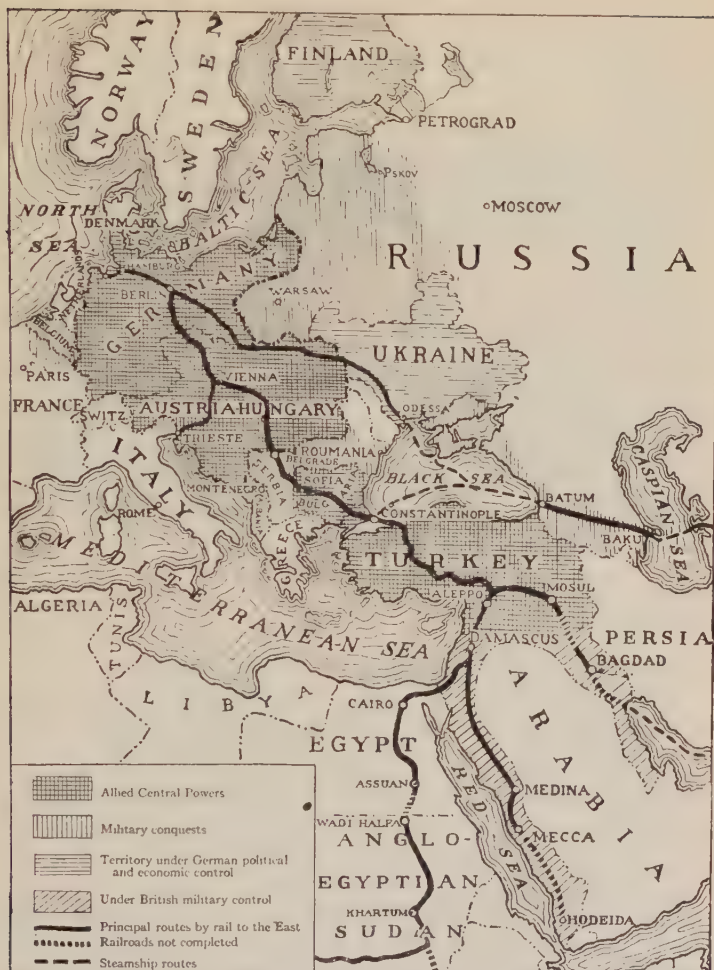 NORWAY
SWEDEN
FINLAND
PETROGRAD
PSKOV
MOSCOW
NORTH
SEA
DENMARK
BALTIC SEA
RUSSIA
HAMBURG
NETHERLANDS
BERLIN
GERMANY
WARSAW
BELGIUM
UKRAINE
PARIS
FRANCE
SWITZ
VIENNA
AUSTRIA-HUNGARY
ODESSA
TRIESTE
ITALY
ROUMANIA
BELGRADE
SERBIA
SOFIA
BULG
MONTENEGRO
BLACK SEA
CASPIAN
SEA
BATUM
BAKU
ROME
CONSTANTINOPLE
GREECE
TURKEY
MEDITERRANEAN SEA
ALEPPO
MOSUL
ALGERIA
TUNIS
DAMASCUS
PERSIA
BAGDAD
LIBYA
CAIRO
EGYPT
ARABIA
ASSUAN
RED
SEA
MEDINA
WADI HALFA
MECCA
ANGLO-
EGYPTIAN
KHARTUM
SUDAN
HODEIDA
Allied Central Powers
Military conquests
Territory under German political
and economic control
Under British military control
Principal routes by rail to the East
Railroads not completed
Steamship routes